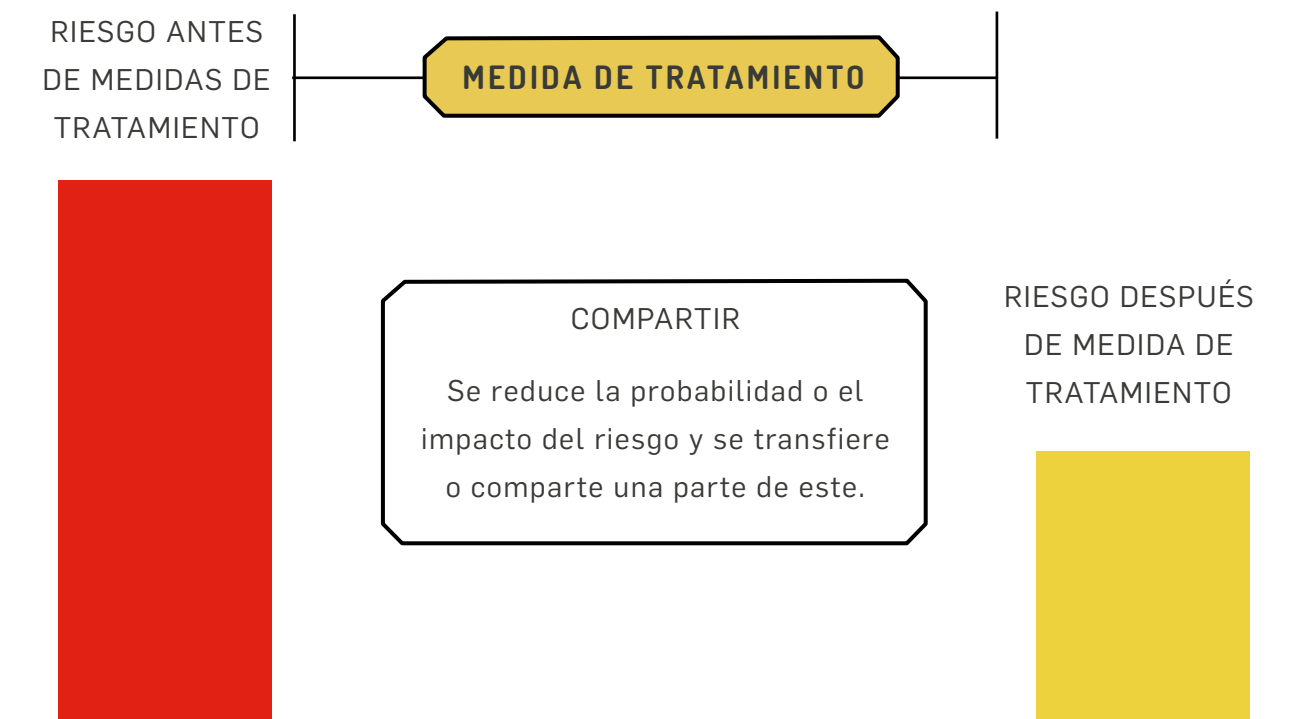 RIESGO ANTES
DE MEDIDAS DE
TRATAMIENTO
MEDIDA DE TRATAMIENTO
COMPARTIR
Se reduce la probabilidad o el
impacto del riesgo y se transfiere
o comparte una parte de este.
RIESGO DESPUÉS
DE MEDIDA DE
TRATAMIENTO